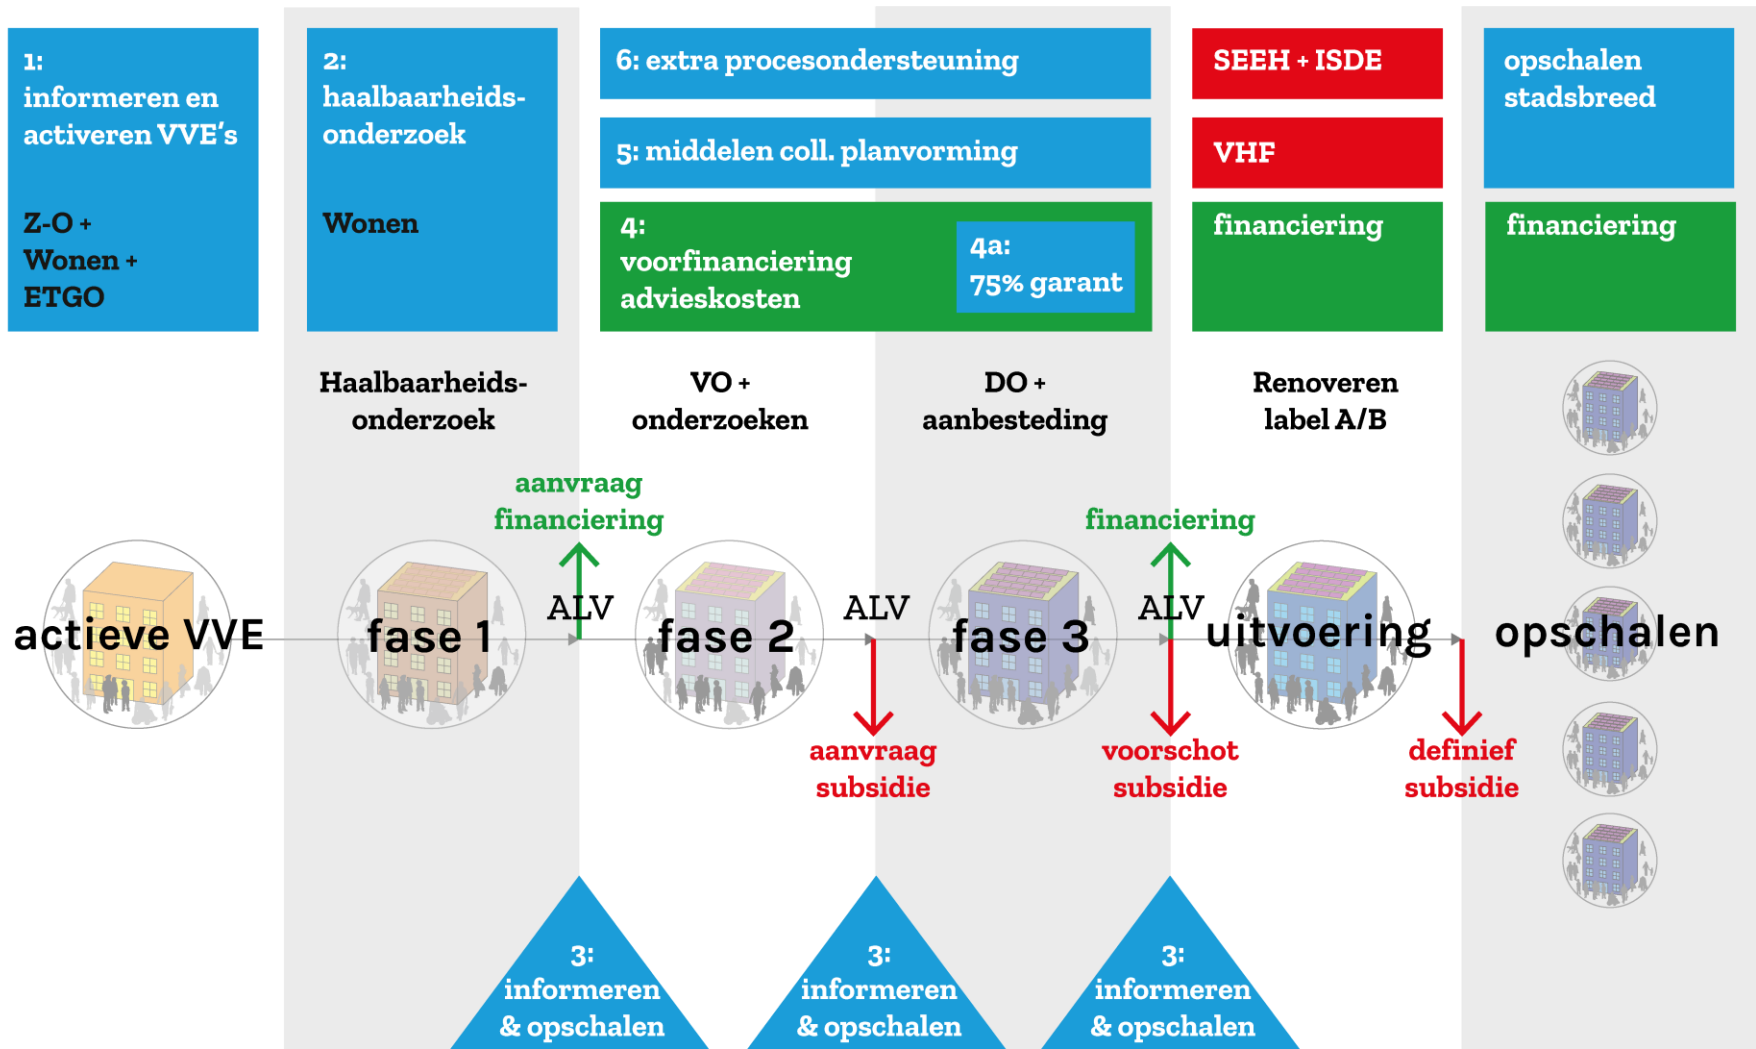 1:
informeren en
activeren VVE's
Z-O +
Wonen +
ETGO
2:
haalbaarheids-
onderzoek
Wonen
6: extra procesondersteuning
5: middelen coll. planvorming
4:
voorfinanciering
advieskosten
4a:
75% garant
SEEH + ISDE
VHF
financiering
opschalen
stadsbreed
financiering
Haalbaarheids-
onderzoek
VO +
onderzoeken
DO +
aanbesteding
Renoveren
label A/B
aanvraag
financiering
financiering
actieve VVE
fase 1
ALV
fase 2
ALV
fase 3
ALV
uitvoering
opschalen
aanvraag
subsidie
voorschot
subsidie
definief
subsidie
3:
informeren
& opschalen
3:
informeren
& opschalen
3:
informeren
& opschalen